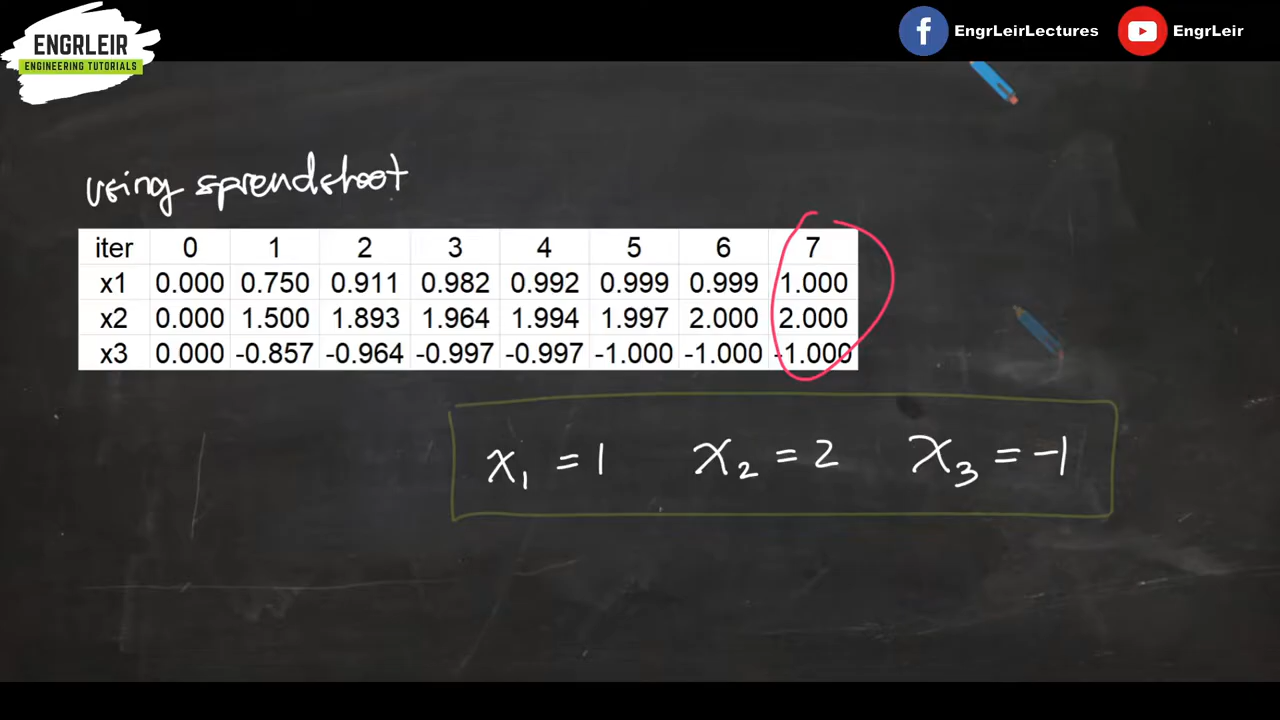 ENGRLEIR
ENGINEERING TUTORIALS
EngrLeirLectures
EngrLeir
using spreadsheet
iter 0 1 2 3 4 5 6 7
x1 0.000 0.750 0.911 0.982 0.992 0.999 0.999 1.000
x2 0.000 1.500 1.893 1.964 1.994 1.997 2.000 2.000
x3 0.000 -0.857 -0.964 -0.997 -0.997 -1.000 -1.000 -1.000
x₁ = 1 x₂ = 2 x₃ = -1